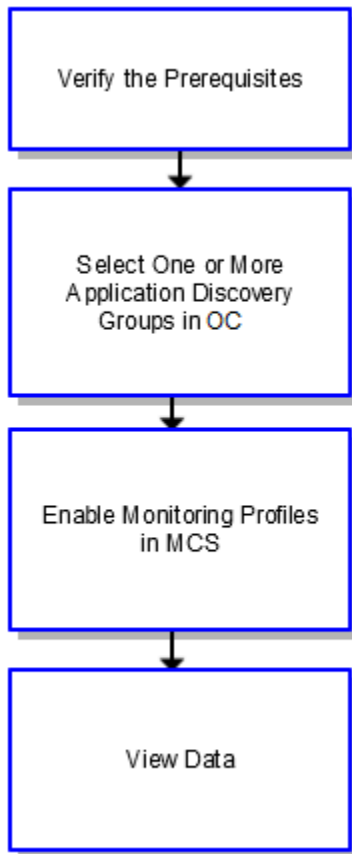 Verify the Prerequisites
Select One or More
Application Discovery
Groups in OC
Enable Monitoring Profiles
in MCS
View Data